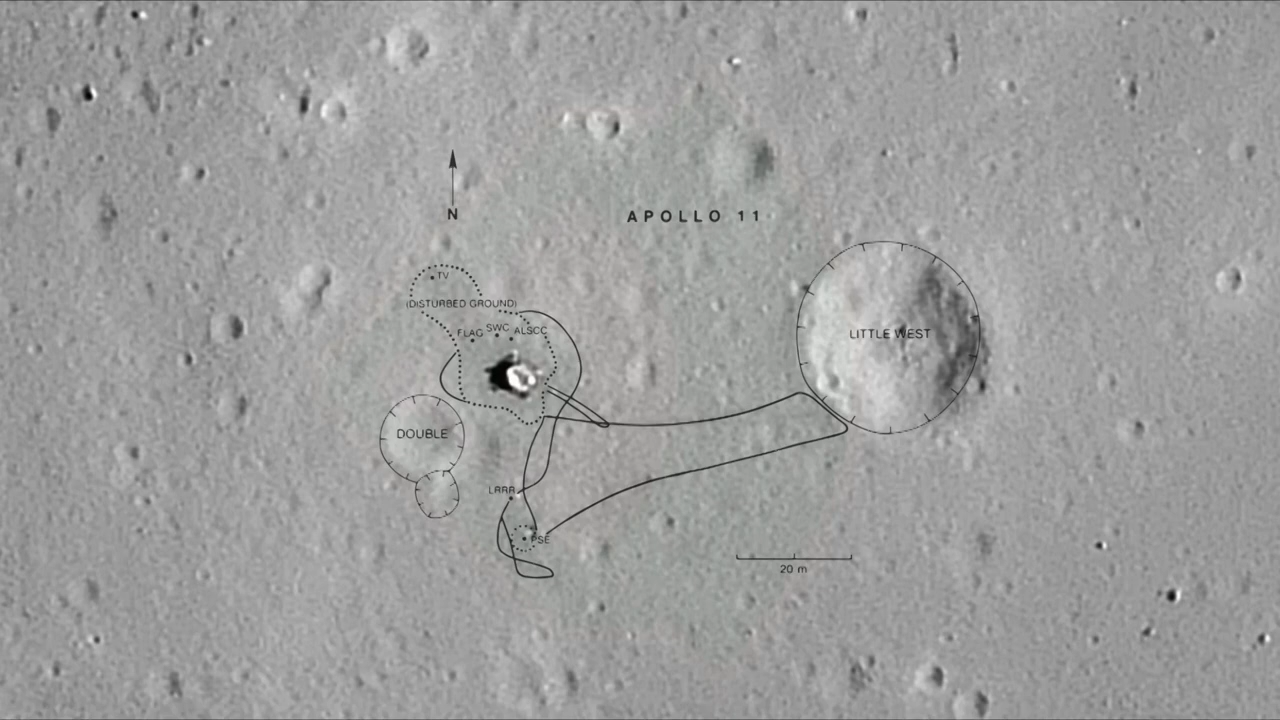 N
APOLLO 11
TV
(DISTURBED GROUND)
FLAG SWC ALSCC
LITTLE WEST
DOUBLE
LRRR
PSE
20 m